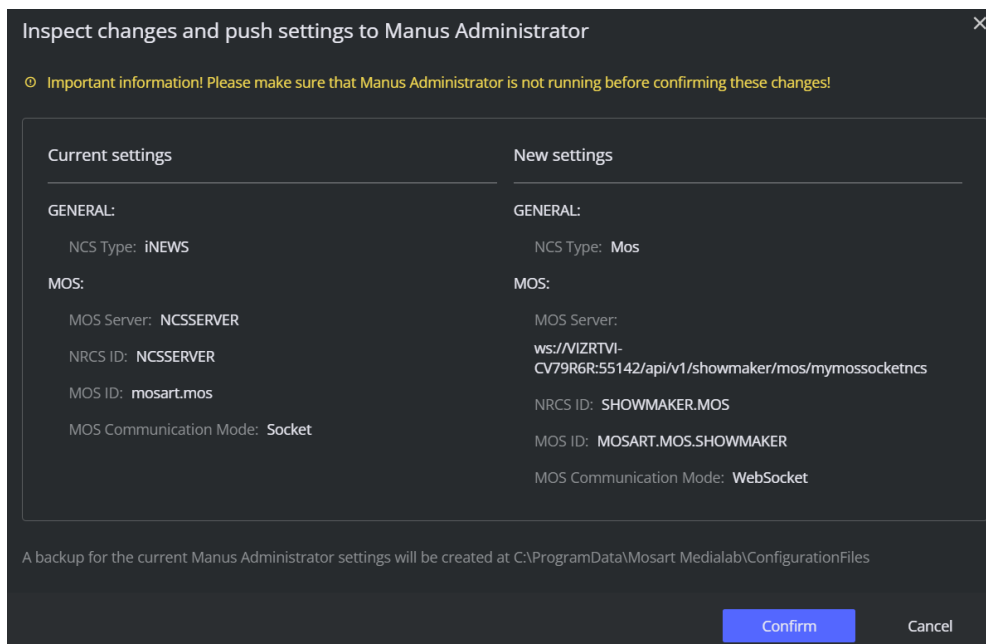 Inspect changes and push settings to Manus Administrator
Important information! Please make sure that Manus Administrator is not running before confirming these changes!
Current settings
GENERAL:
NCS Type: iNEWS
MOS:
MOS Server: NCSSERVER
NRCS ID: NCSSERVER
MOS ID: mosart.mos
MOS Communication Mode: Socket
New settings
GENERAL:
NCS Type: Mos
MOS:
MOS Server:
ws://VIZRTVI-
CV79R6R:55142/api/v1/showmaker/mos/mymossocketncs
NRCS ID: SHOWMAKER.MOS
MOS ID: MOSART.MOS.SHOWMAKER
MOS Communication Mode: WebSocket
A backup for the current Manus Administrator settings will be created at C:\ProgramData\Mosart Medialab\ConfigurationFiles
Confirm
Cancel